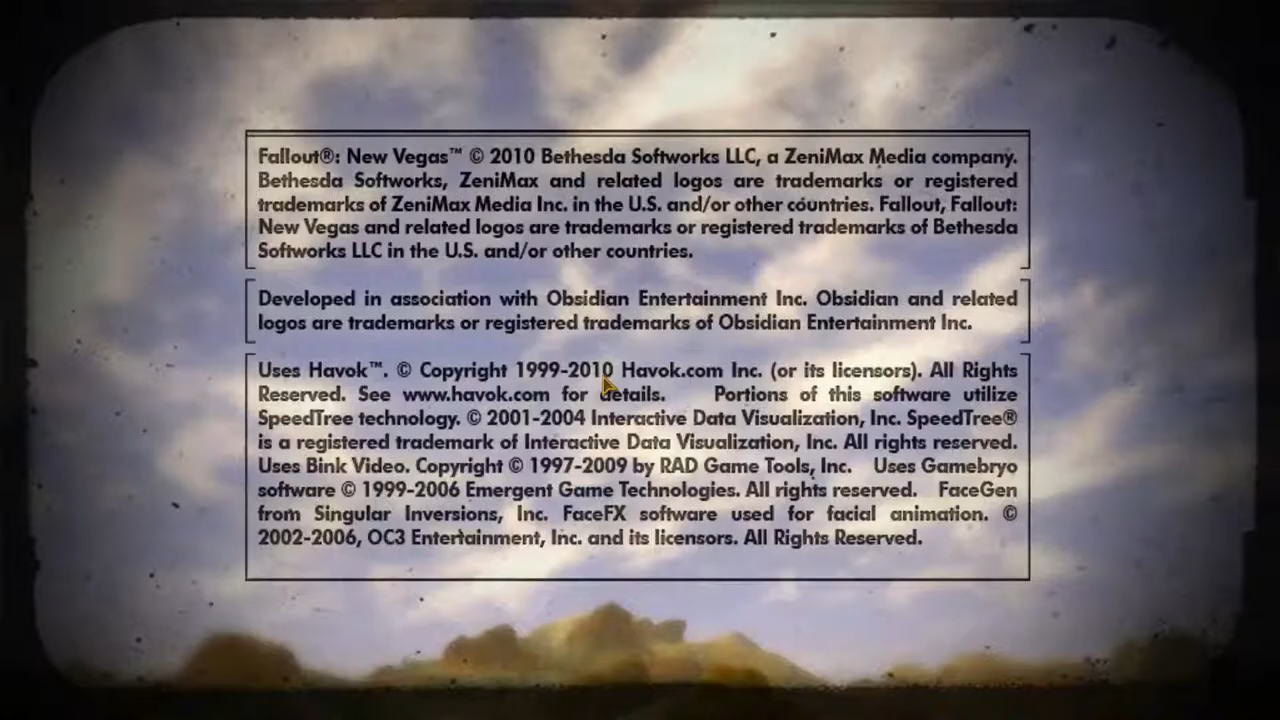 Fallout®: New Vegas™ © 2010 Bethesda Softworks LLC, a ZeniMax Media company.
Bethesda Softworks, ZeniMax and related logos are trademarks or registered
trademarks of ZeniMax Media Inc. in the U.S. and/or other countries. Fallout, Fallout:
New Vegas and related logos are trademarks or registered trademarks of Bethesda
Softworks LLC in the U.S. and/or other countries.
Developed in association with Obsidian Entertainment Inc. Obsidian and related
logos are trademarks or registered trademarks of Obsidian Entertainment Inc.
Uses Havok™. © Copyright 1999-2010 Havok.com Inc. (or its licensors). All Rights
Reserved. See www.havok.com for details. Portions of this software utilize
SpeedTree technology. © 2001-2004 Interactive Data Visualization, Inc. SpeedTree®
is a registered trademark of Interactive Data Visualization, Inc. All rights reserved.
Uses Bink Video. Copyright © 1997-2009 by RAD Game Tools, Inc. Uses Gamebryo
software © 1999-2006 Emergent Game Technologies. All rights reserved. FaceGen
from Singular Inversions, Inc. FaceFX software used for facial animation. ©
2002-2006, OC3 Entertainment, Inc. and its licensors. All Rights Reserved.